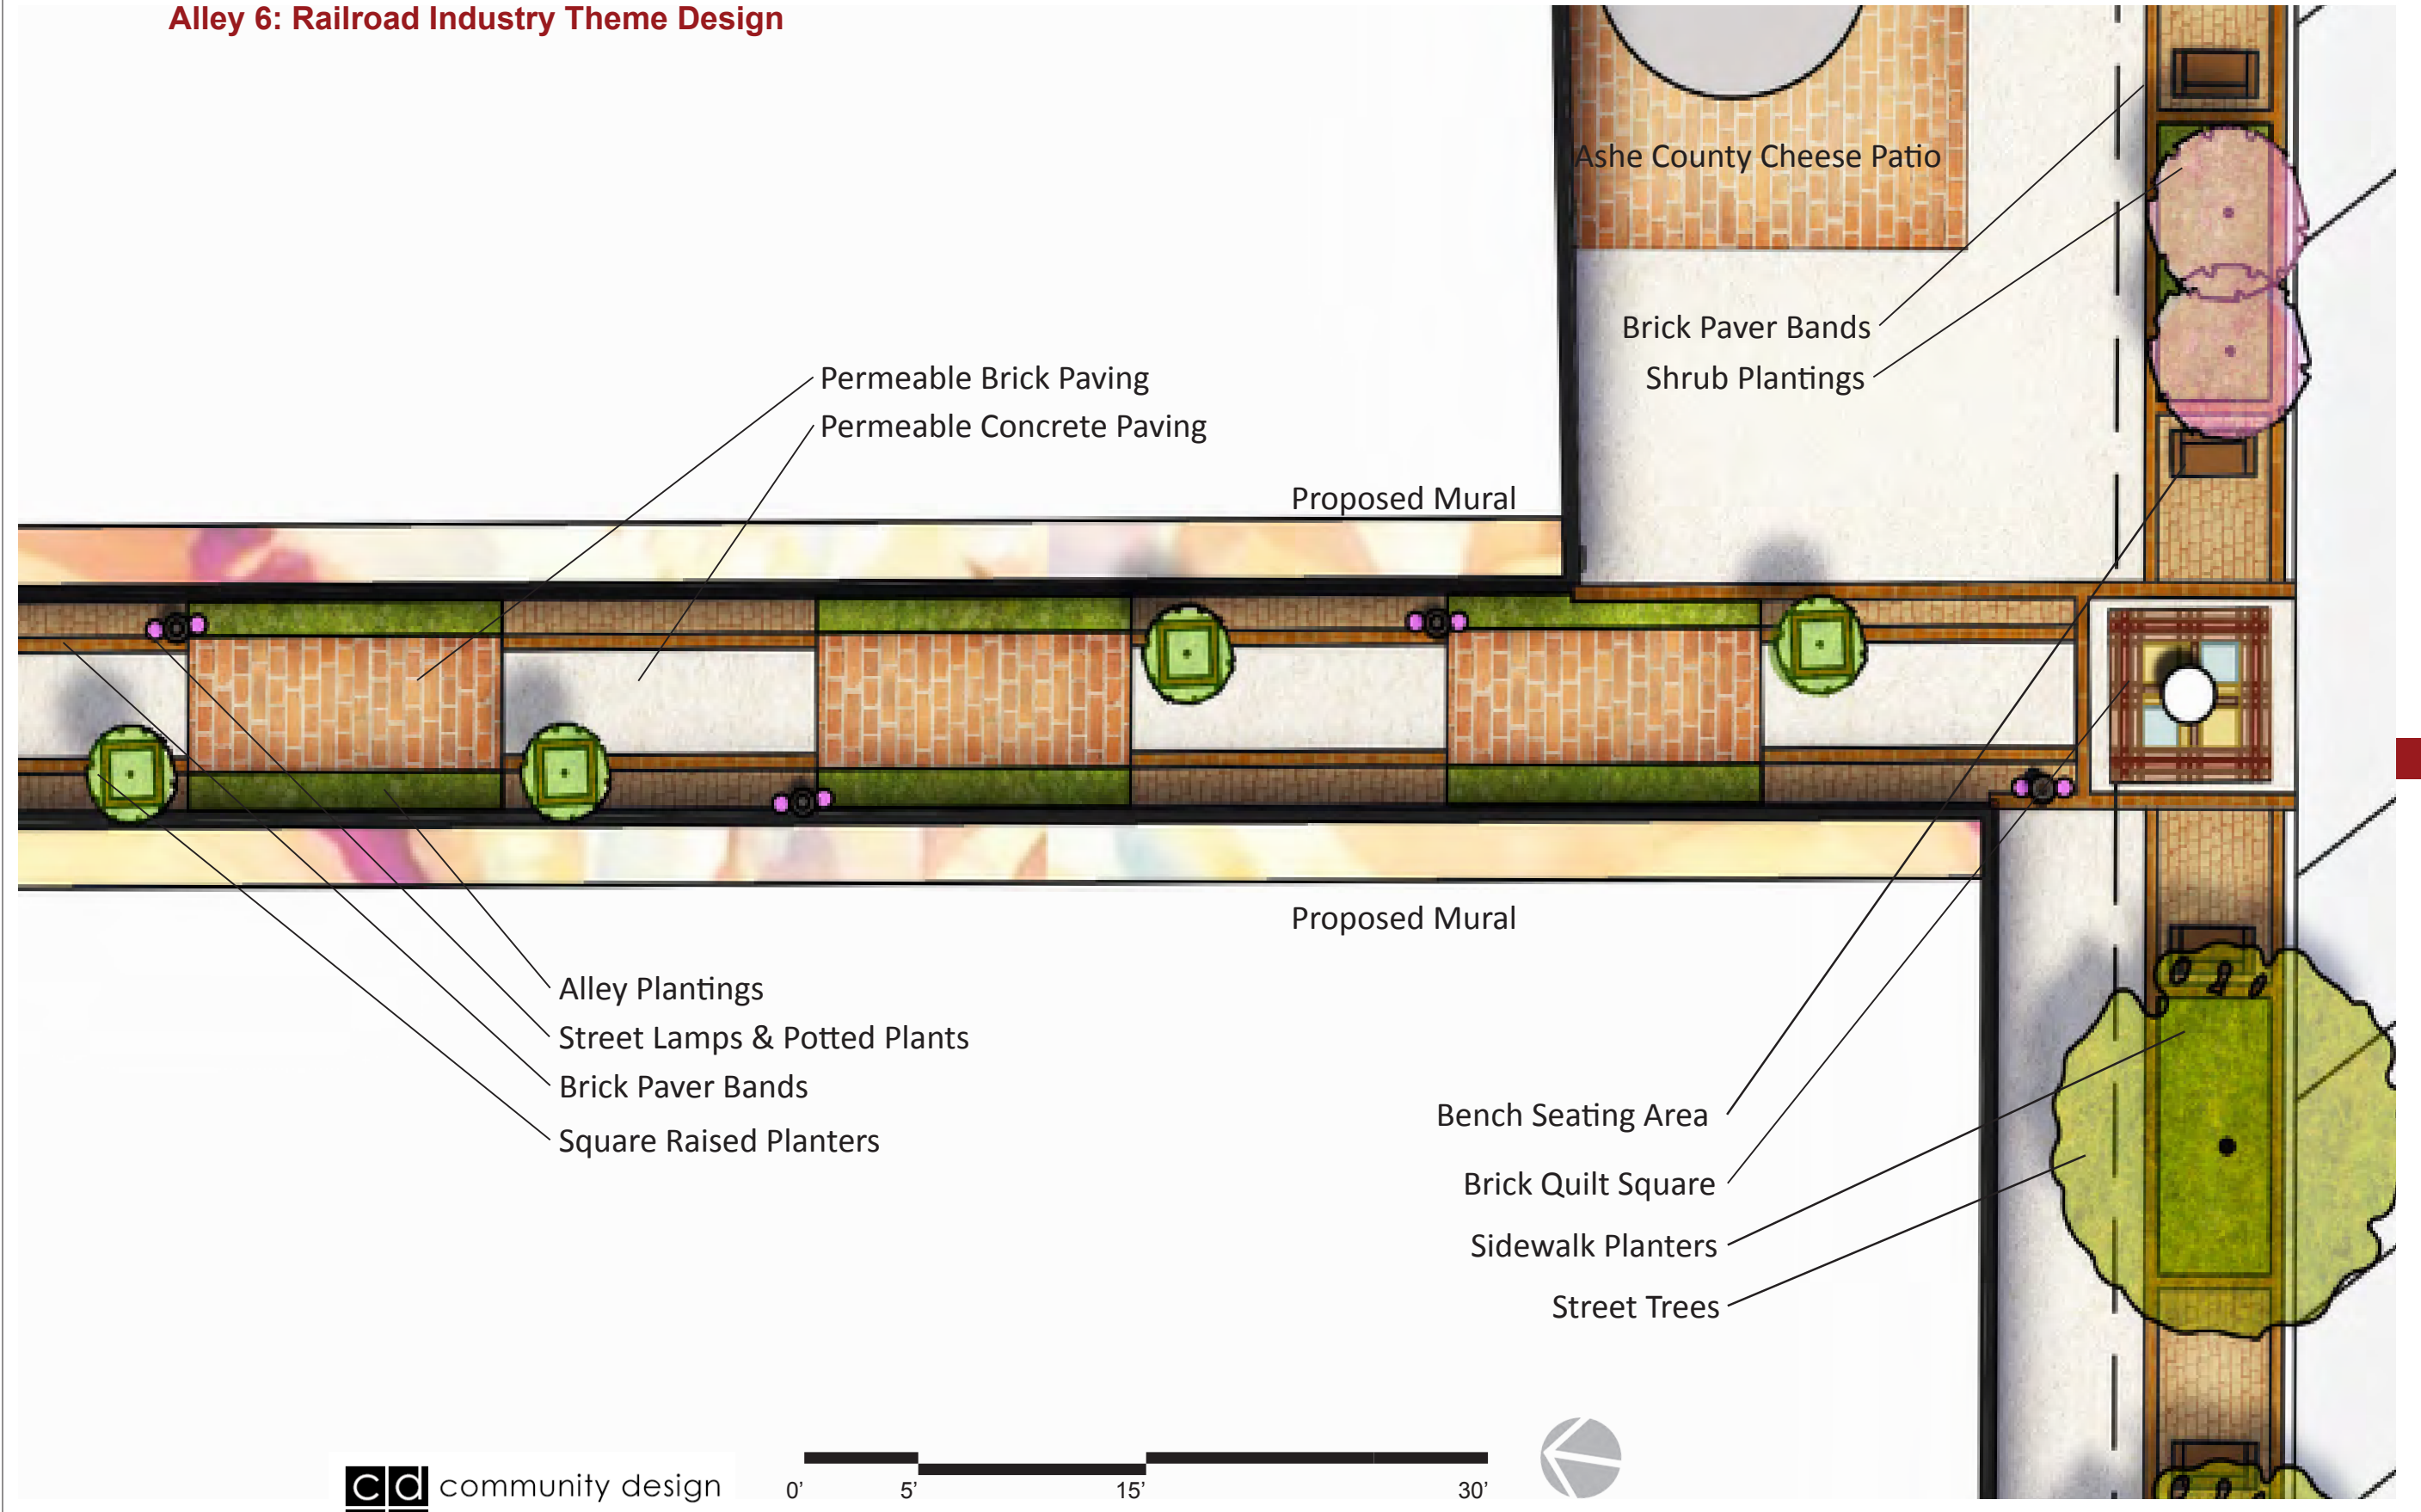 Alley 6: Railroad Industry Theme Design
Ashe County Cheese Patio
Brick Paver Bands
Shrub Plantings
Permeable Brick Paving
Permeable Concrete Paving
Proposed Mural
Proposed Mural
Alley Plantings
Street Lamps & Potted Plants
Brick Paver Bands
Square Raised Planters
Bench Seating Area
Brick Quilt Square
Sidewalk Planters
Street Trees
cd community design
0' 5' 15' 30'